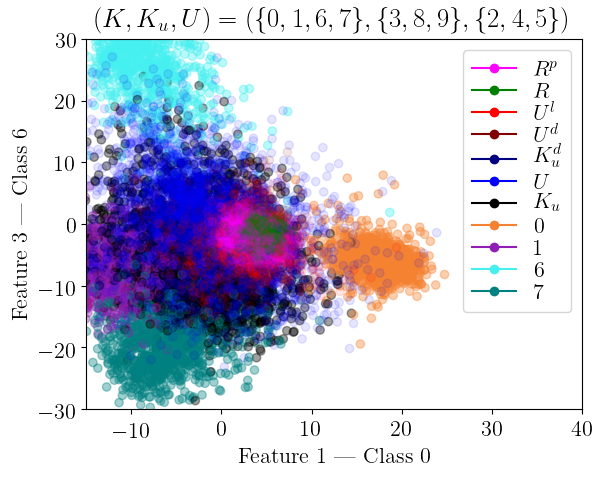 (K, K_u, U) = ({0, 1, 6, 7}, {3, 8, 9}, {2, 4, 5})
30
20
10
0
−10
−20
−30
Feature 3 — Class 6
R^p
R
U^l
U^d
K_u^d
U
K_u
0
1
6
7
−10
0
10
20
30
40
Feature 1 — Class 0